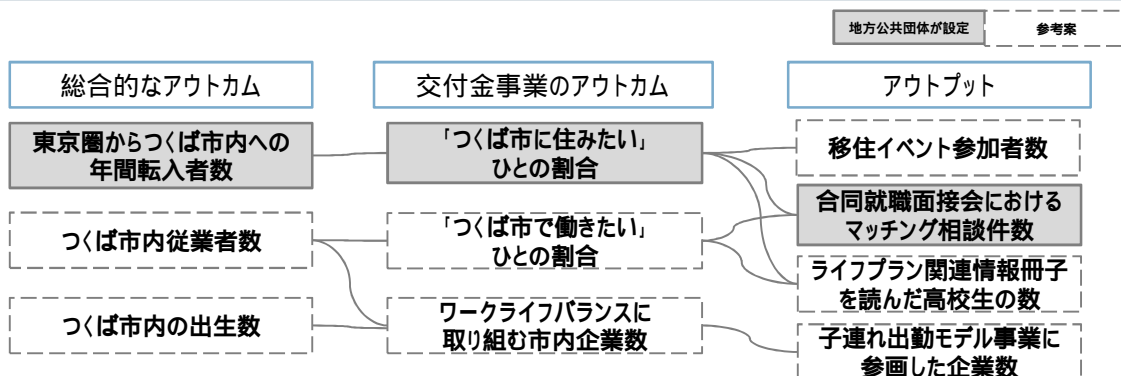 地方公共団体が設定
参考案
総合的なアウトカム
交付金事業のアウトカム
アウトプット
東京圏からつくば市内への
年間転入者数
「つくば市に住みたい」
ひとの割合
移住イベント参加者数
合同就職面接会における
マッチング相談件数
つくば市内従業者数
「つくば市で働きたい」
ひとの割合
ライフプラン関連情報冊子
を読んだ高校生の数
つくば市内の出生数
ワークライフバランスに
取り組む市内企業数
子連れ出勤モデル事業に
参画した企業数